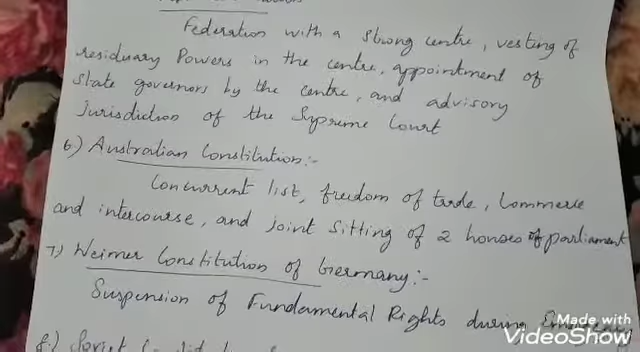 Federation with a strong centre, vesting of
residuary Powers in the centre, appointment of
state governors by the centre, and advisory
Jurisdiction of the Supreme Court
6) Australian Constitution:-
Concurrent list, freedom of trade, Commerce
and intercourse, and joint sitting of 2 houses of parliament
7) Weimer Constitution of Germany:-
Suspension of Fundamental Rights during Emergency
8) Soviet
Made with
VideoShow